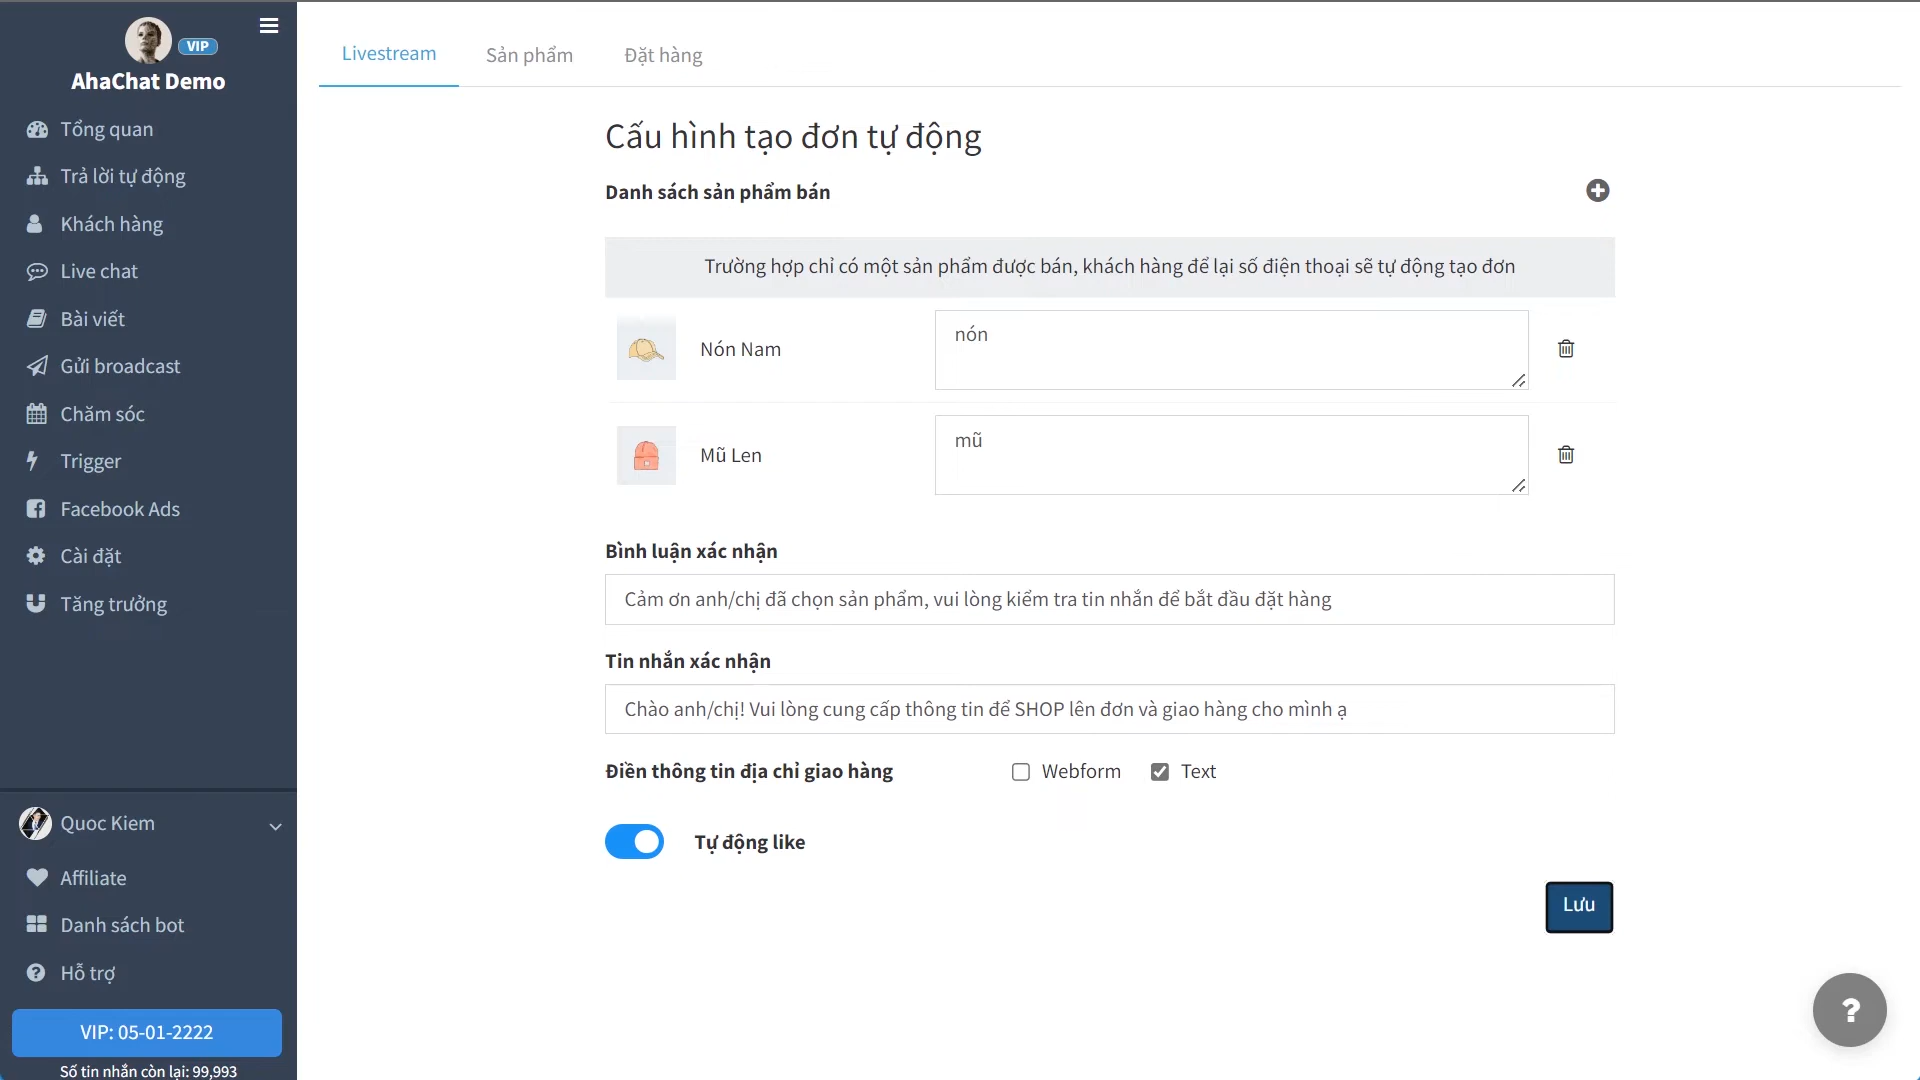 VIP
AhaChat Demo
Tổng quan
Trả lời tự động
Khách hàng
Live chat
Bài viết
Gửi broadcast
Chăm sóc
Trigger
Facebook Ads
Cài đặt
Tăng trưởng
Quoc Kiem
Affiliate
Danh sách bot
Hỗ trợ
VIP: 05-01-2222
Số tin nhắn còn lại: 99,993
Livestream Sản phẩm Đặt hàng
Cấu hình tạo đơn tự động
Danh sách sản phẩm bán
Trường hợp chỉ có một sản phẩm được bán, khách hàng để lại số điện thoại sẽ tự động tạo đơn
Nón Nam nón
Mũ Len mũ
Bình luận xác nhận
Cảm ơn anh/chị đã chọn sản phẩm, vui lòng kiểm tra tin nhắn để bắt đầu đặt hàng
Tin nhắn xác nhận
Chào anh/chị! Vui lòng cung cấp thông tin để SHOP lên đơn và giao hàng cho mình ạ
Điền thông tin địa chỉ giao hàng Webform Text
Tự động like
Lưu
?